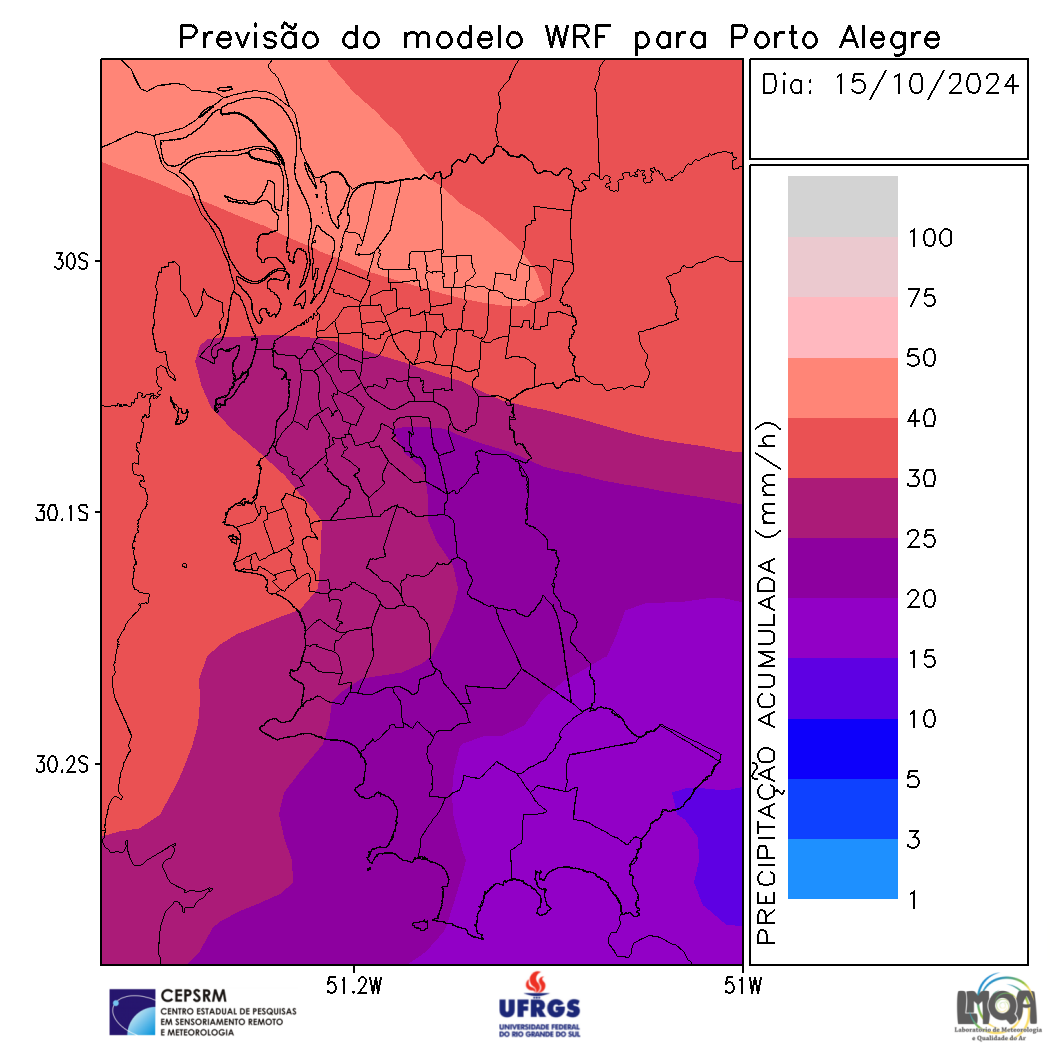 Previsão do modelo WRF para Porto Alegre
Dia: 15/10/2024
30S
30.1S
30.2S
51.2W
51W
PRECIPITAÇÃO ACUMULADA (mm/h)
100
75
50
40
30
25
20
15
10
5
3
1
CEPSRM
CENTRO ESTADUAL DE PESQUISAS
EM SENSORIAMENTO REMOTO
E METEOROLOGIA
UFRGS
UNIVERSIDADE FEDERAL
DO RIO GRANDE DO SUL
LMQA
Laboratório de Meteorologia
e Qualidade do Ar